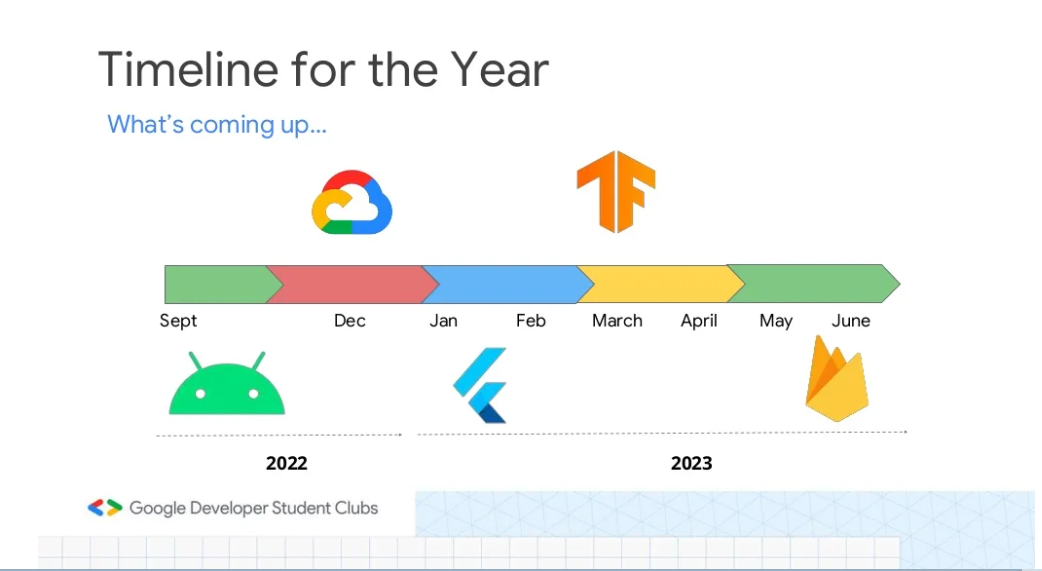 Timeline for the Year
What's coming up...
Sept Dec Jan Feb March April May June
2022 2023
Google Developer Student Clubs